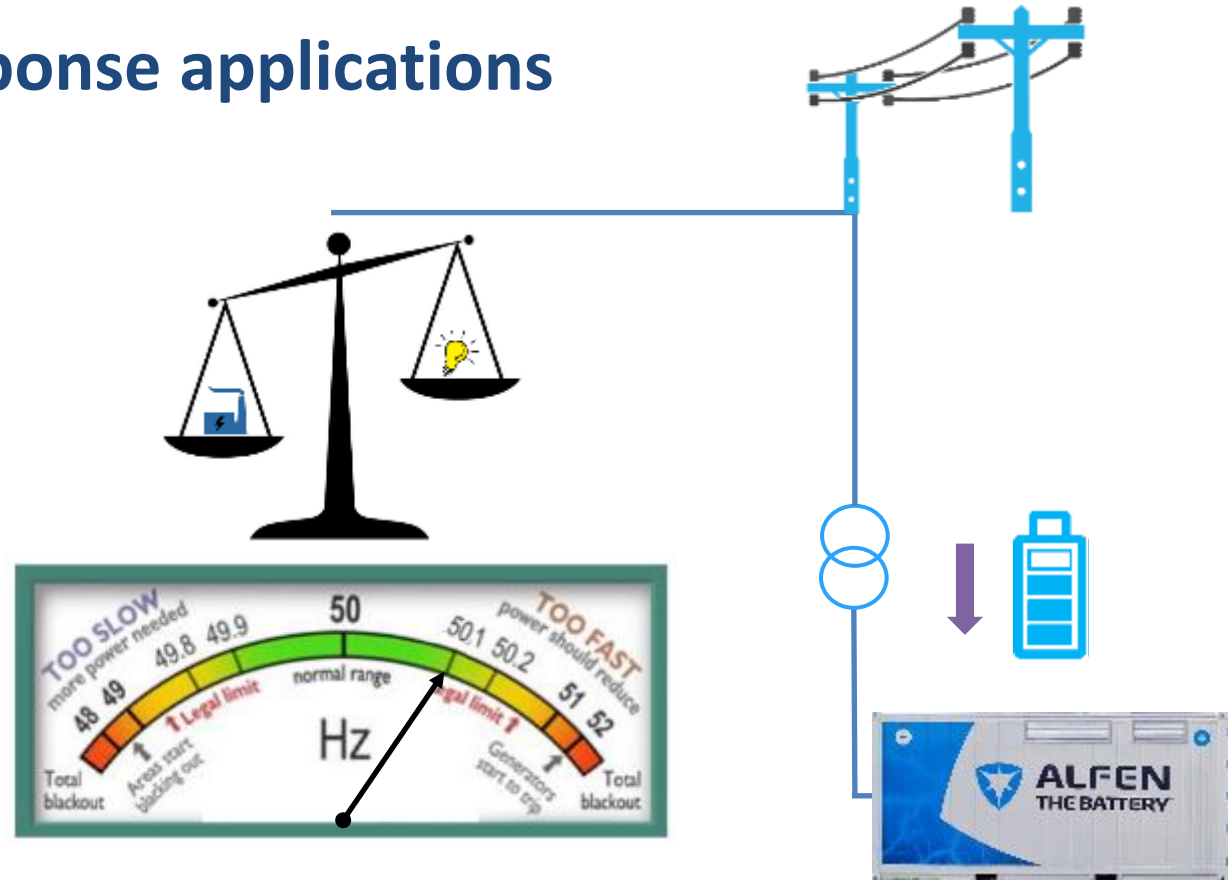 ponse applications
TOO SLOW
more power needed
TOO FAST
power should reduce
48
49
49.8
49.9
50
50.1
50.2
51
52
Legal limit
normal range
egal limit
Hz
Total
blackout
Areas start
blacking out
Generators
start to trip
Total
blackout
ALFEN
THE BATTERY